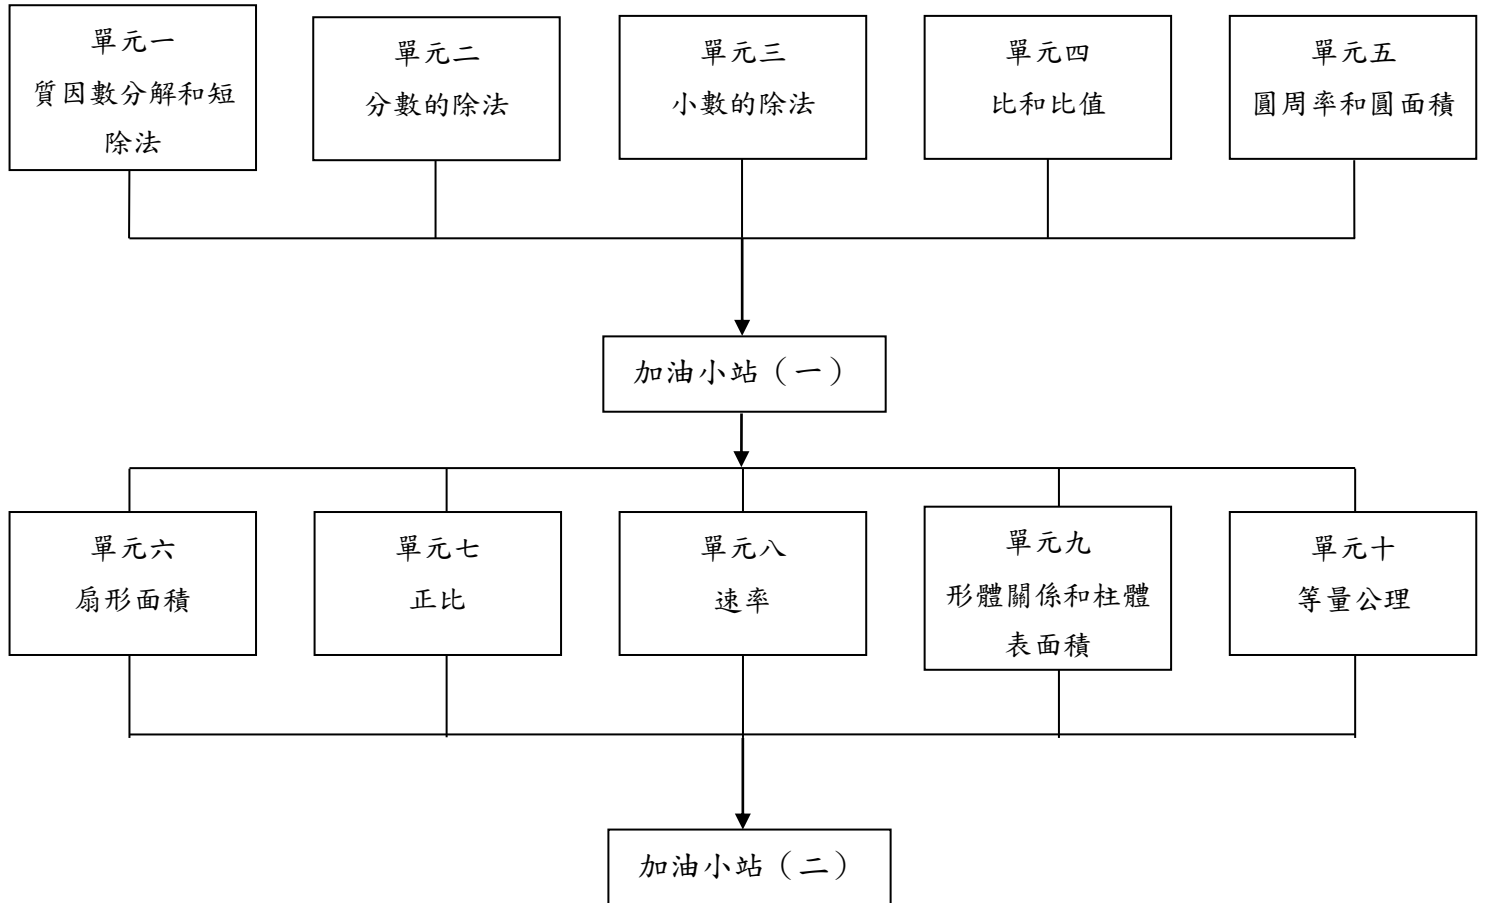 單元一
質因數分解和短
除法
單元二
分數的除法
單元三
小數的除法
單元四
比和比值
單元五
圓周率和圓面積
加油小站（一）
單元六
扇形面積
單元七
正比
單元八
速率
單元九
形體關係和柱體
表面積
單元十
等量公理
加油小站（二）